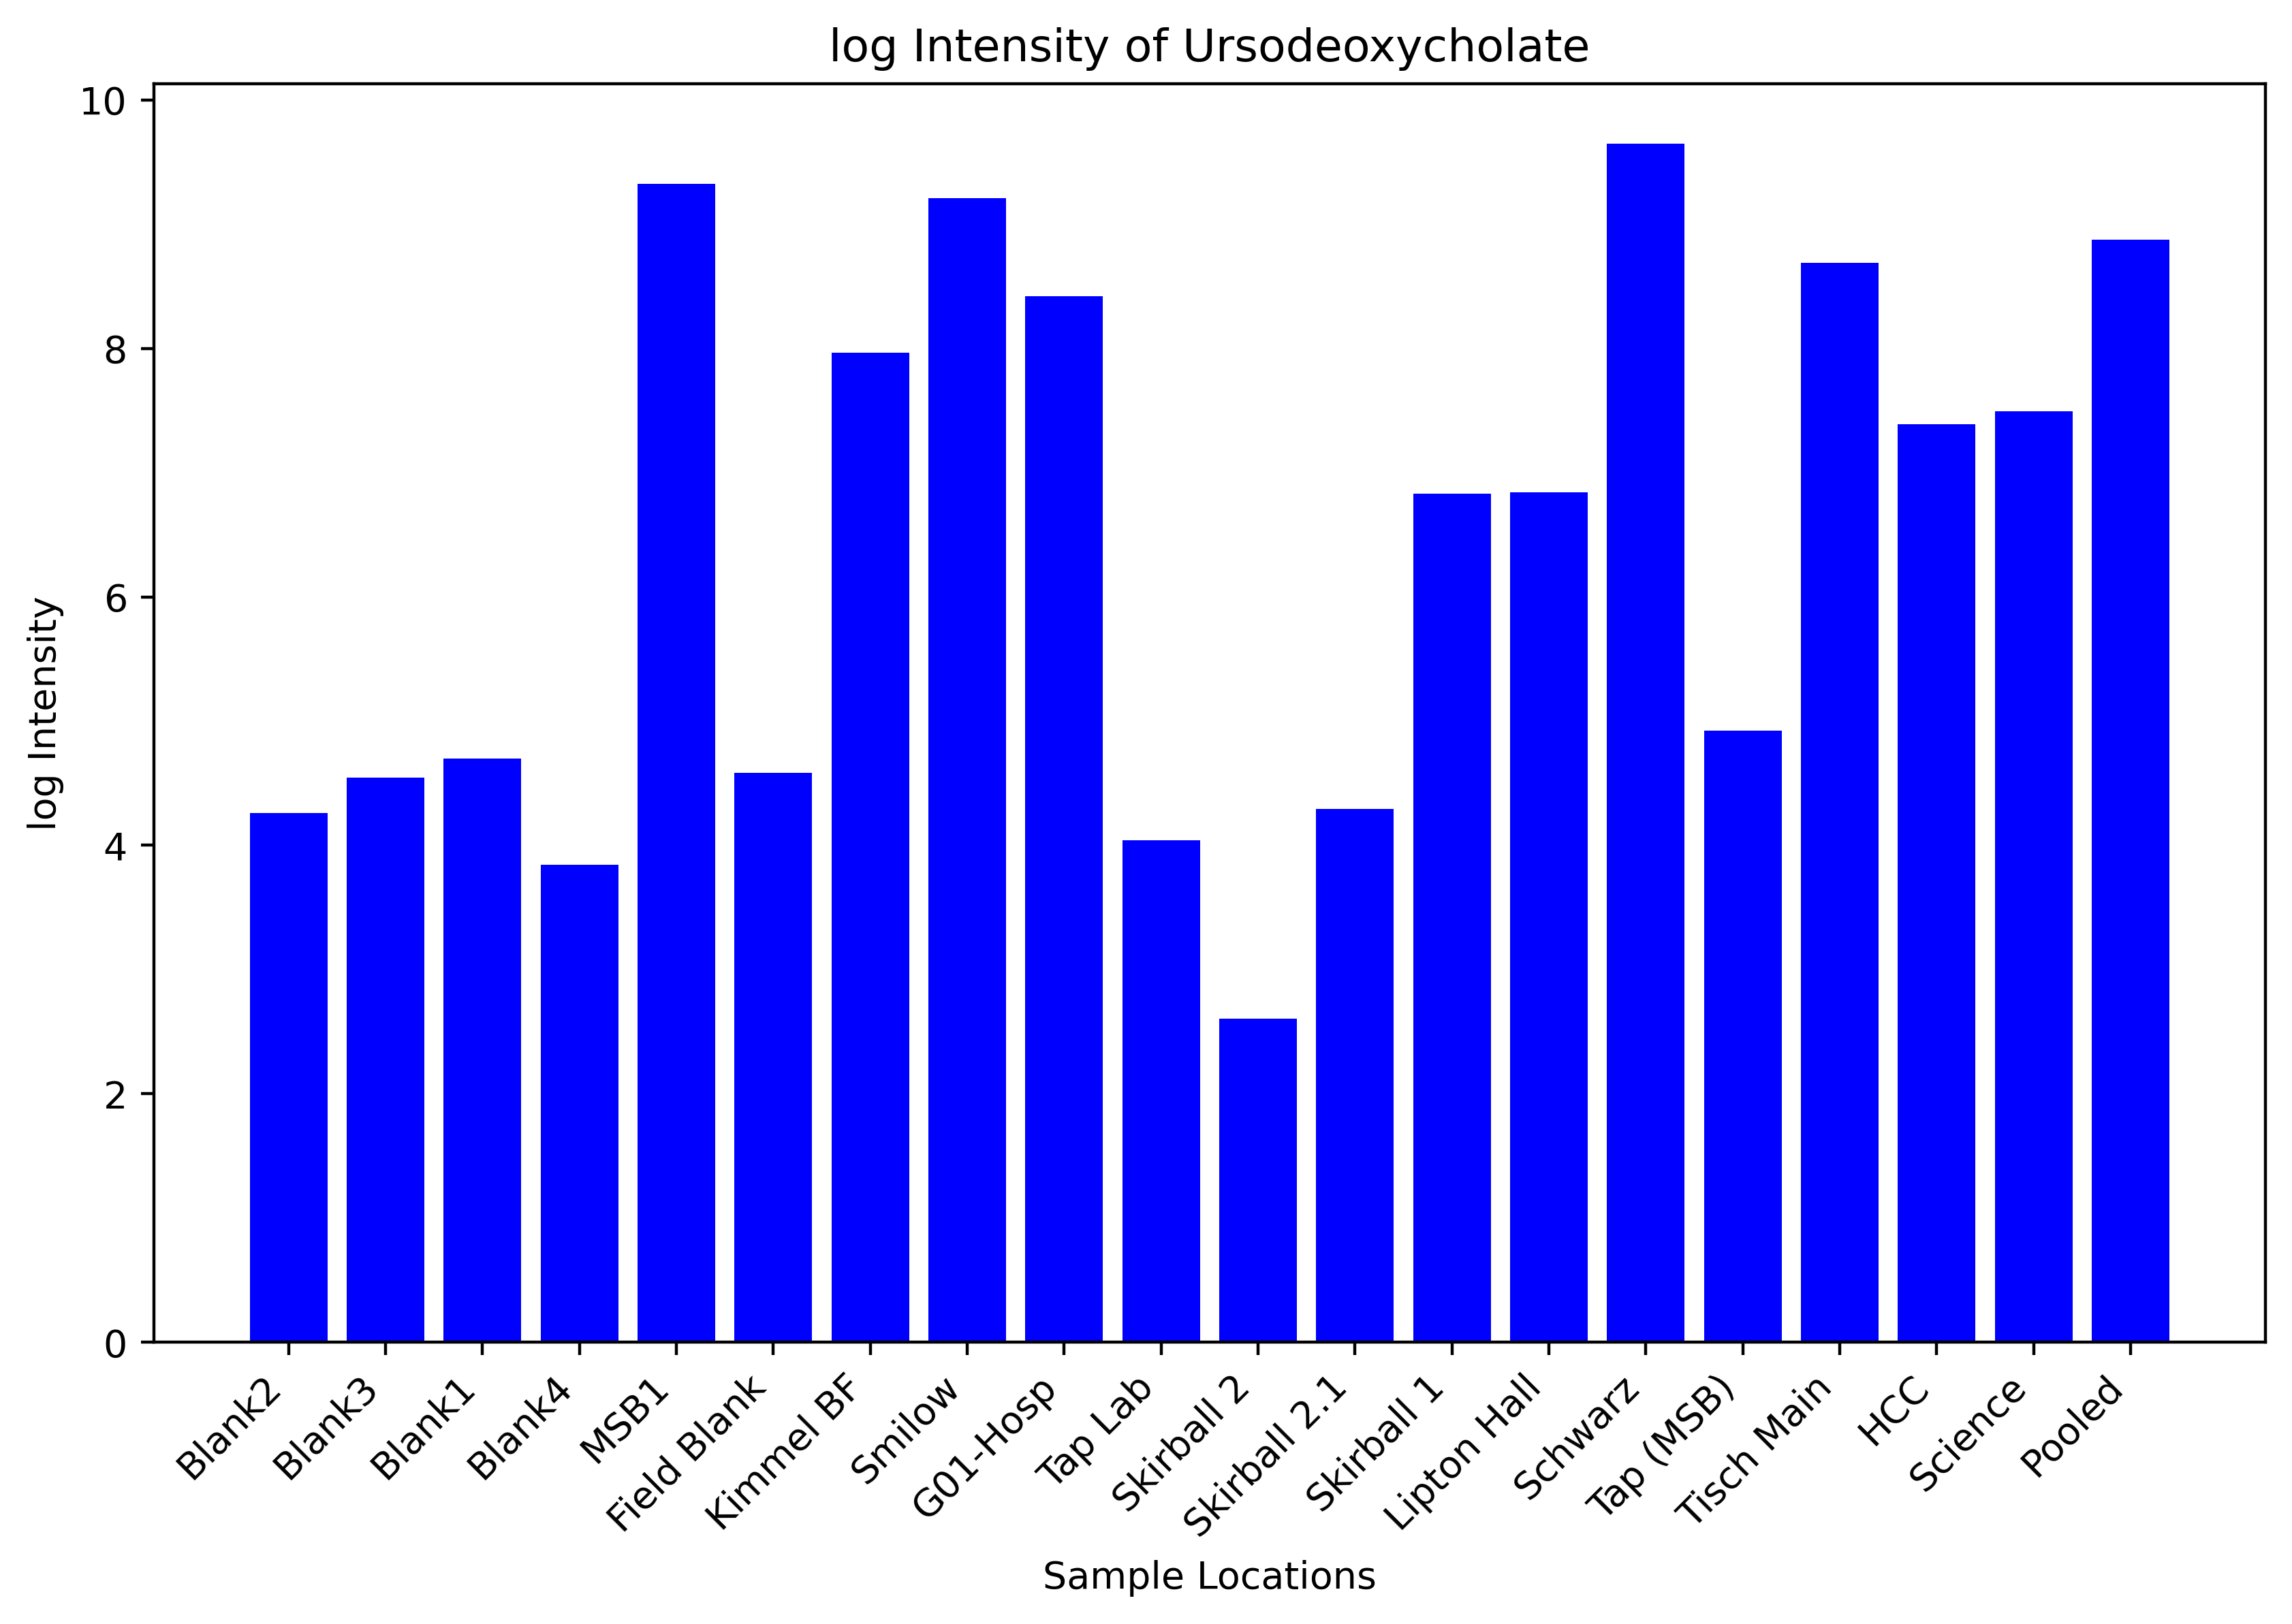 log Intensity of Ursodeoxycholate
10
8
6
4
2
0
log Intensity
Blank2
Blank3
Blank1
Blank4
MSB1
Field Blank
Kimmel BF
Smilow
G01-Hosp
Tap Lab
Skirball 2
Skirball 2.1
Skirball 1
Lipton Hall
Schwarz
Tap (MSB)
Tisch Main
HCC
Science
Pooled
Sample Locations